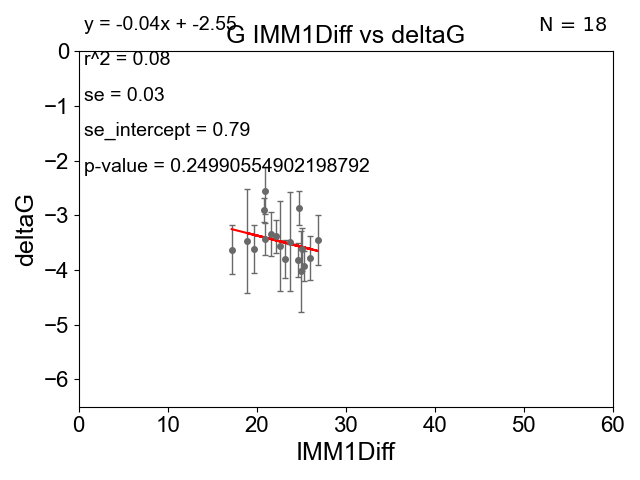 y = -0.04x + -2.55
N = 18
G IMM1Diff vs deltaG
r^2 = 0.08
se = 0.03
se_intercept = 0.79
p-value = 0.24990554902198792
0
−1
−2
−3
−4
−5
−6
deltaG
0 10 20 30 40 50 60
IMM1Diff